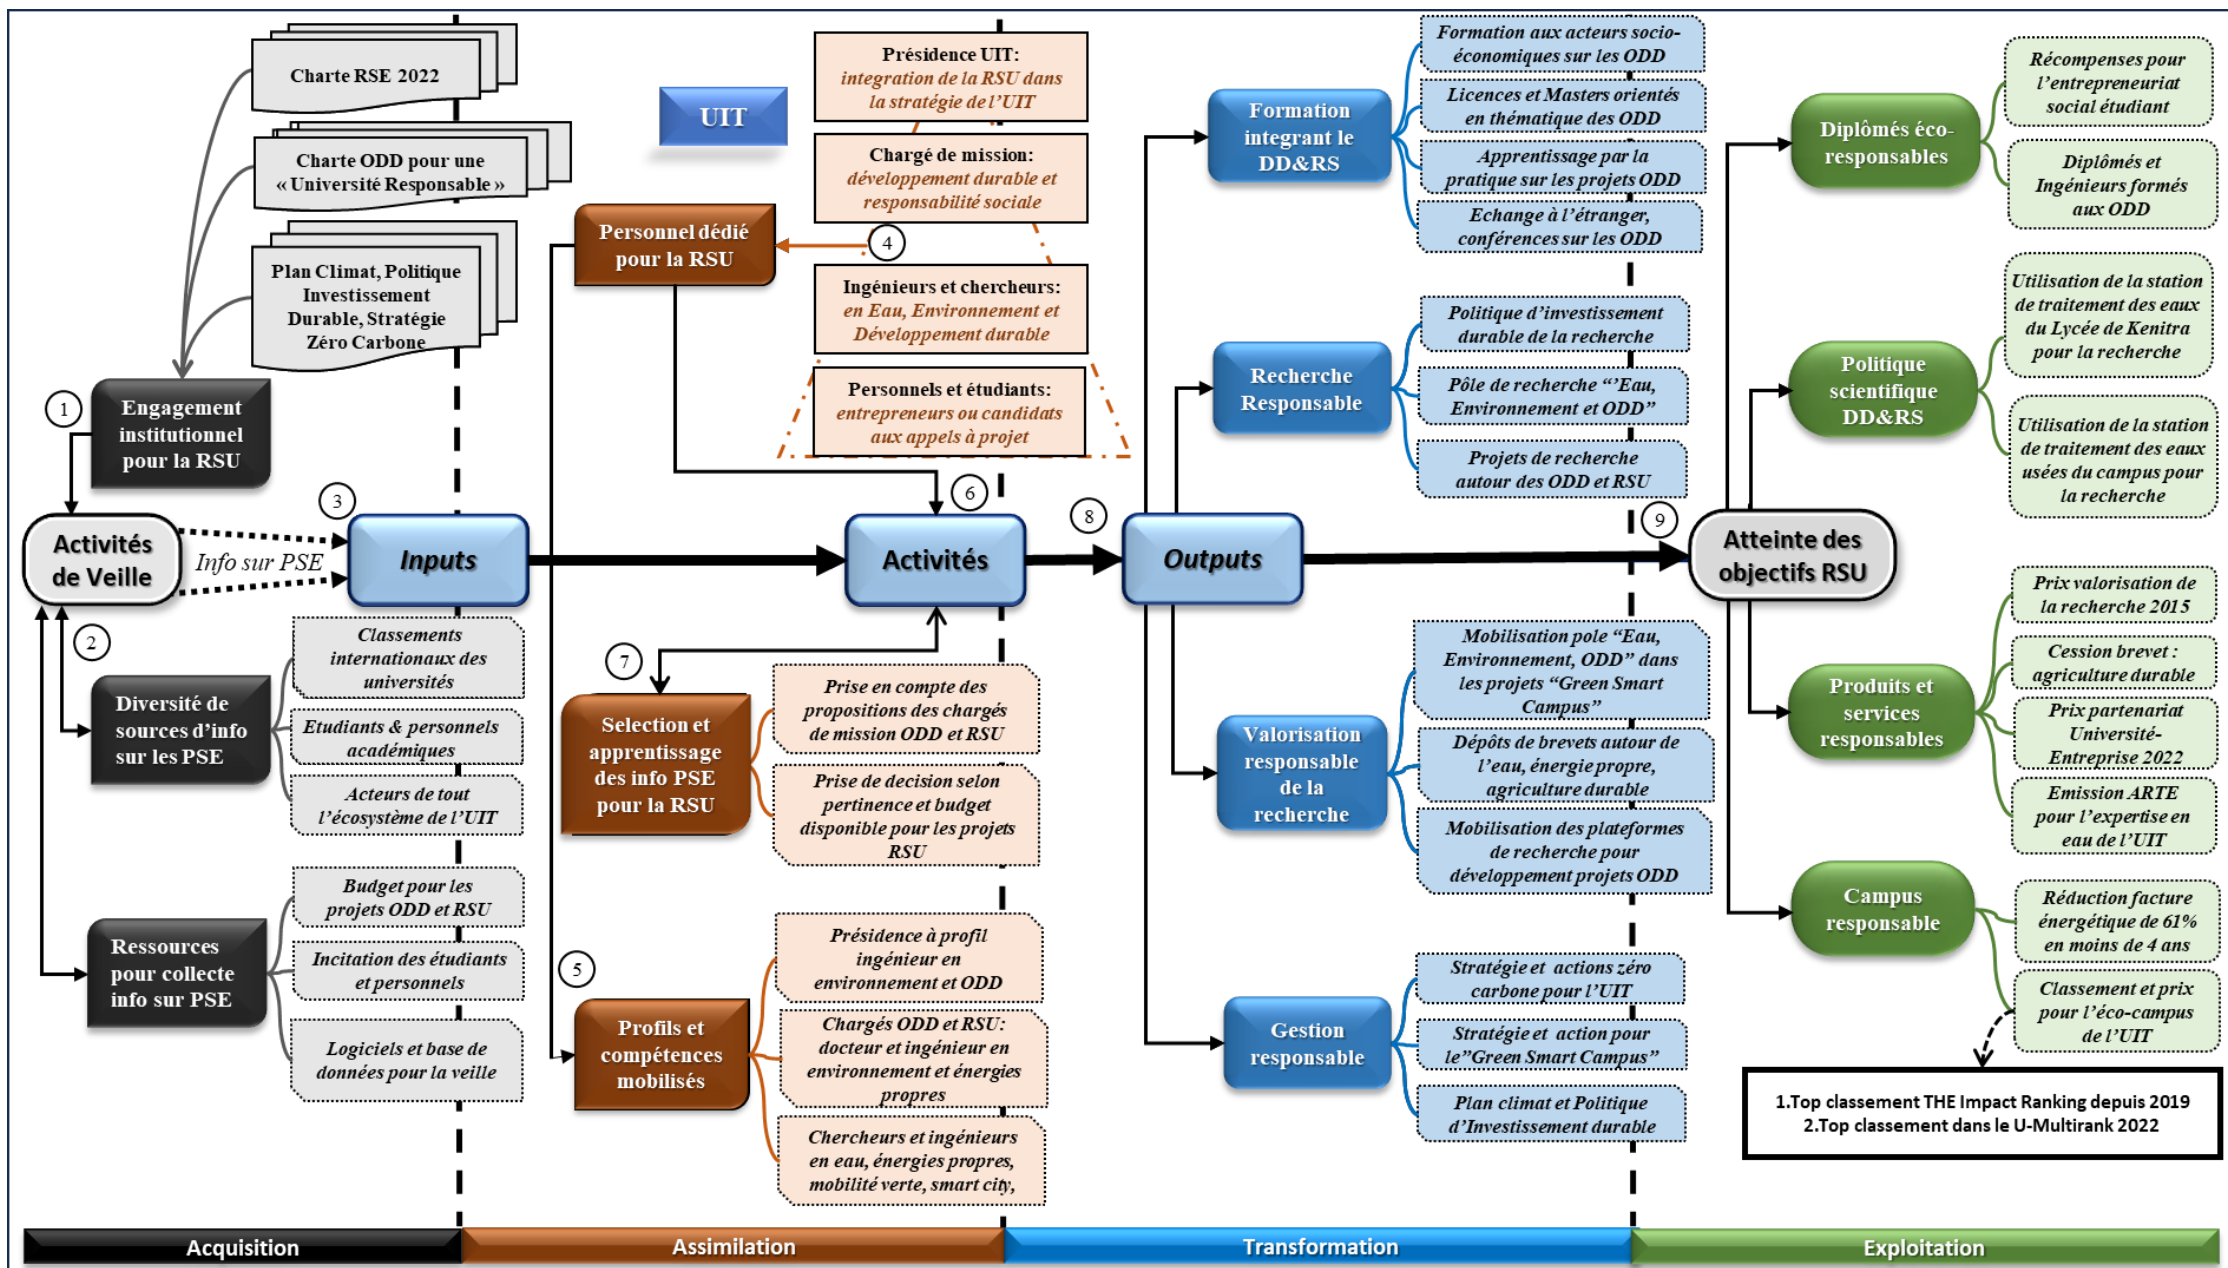 Charte RSE 2022
Charte ODD pour une
« Université Responsable »
Plan Climat, Politique
Investissement
Durable, Stratégie
Zéro Carbone
1
Engagement
institutionnel
pour la RSU
Activités
de Veille
Info sur PSE
3
Inputs
2
Diversité de
sources d’info
sur les PSE
Classements
internationaux des
universités
Etudiants & personnels
académiques
Acteurs de tout
l’écosystème de l’UIT
Ressources
pour collecte
info sur PSE
Budget pour les
projets ODD et RSU
Incitation des étudiants
et personnels
Logiciels et base de
données pour la veille
UIT
Présidence UIT:
integration de la RSU dans
la stratégie de l’UIT
Chargé de mission:
développement durable et
responsabilité sociale
Personnel dédié
pour la RSU
4
Ingénieurs et chercheurs:
en Eau, Environnement et
Développement durable
Personnels et étudiants:
entrepreneurs ou candidats
aux appels à projet
6
Activités
7
Selection et
apprentissage
des info PSE
pour la RSU
Prise en compte des
propositions des chargés
de mission ODD et RSU
Prise de decision selon
pertinence et budget
disponible pour les projets
RSU
5
Profils et
compétences
mobilisés
Présidence à profil
ingénieur en
environnement et ODD
Chargés ODD et RSU:
docteur et ingénieur en
environnement et énergies
propres
Chercheurs et ingénieurs
en eau, énergies propres,
mobilité verte, smart city,
8
Outputs
Formation
integrant le
DD&RS
Formation aux acteurs socio-
économiques sur les ODD
Licences et Masters orientés
en thématique des ODD
Apprentissage par la
pratique sur les projets ODD
Echange à l’étranger,
conférences sur les ODD
Recherche
Responsable
Politique d’investissement
durable de la recherche
Pôle de recherche “’Eau,
Environnement et ODD”
Projets de recherche
autour des ODD et RSU
Valorisation
responsable
de la
recherche
Mobilisation pole “Eau,
Environnement, ODD” dans
les projets “Green Smart
Campus”
Dépôts de brevets autour de
l’eau, énergie propre,
agriculture durable
Mobilisation des plateformes
de recherche pour
développement projets ODD
Gestion
responsable
Stratégie et actions zéro
carbone pour l’UIT
Stratégie et action pour
le”Green Smart Campus”
Plan climat et Politique
d’Investissement durable
9
Atteinte des
objectifs RSU
Diplômés éco-
responsables
Récompenses pour
l’entrepreneuriat
social étudiant
Diplômés et
Ingénieurs formés
aux ODD
Politique
scientifique
DD&RS
Utilisation de la station
de traitement des eaux
du Lycée de Kenitra
pour la recherche
Utilisation de la station
de traitement des eaux
usées du campus pour
la recherche
Produits et
services
responsables
Prix valorisation de
la recherche 2015
Cession brevet :
agriculture durable
Prix partenariat
Université-
Entreprise 2022
Emission ARTE
pour l’expertise en
eau de l’UIT
Campus
responsable
Réduction facture
énergétique de 61%
en moins de 4 ans
Classement et prix
pour l’éco-campus
de l’UIT
1.Top classement THE Impact Ranking depuis 2019
2.Top classement dans le U-Multirank 2022
Acquisition
Assimilation
Transformation
Exploitation